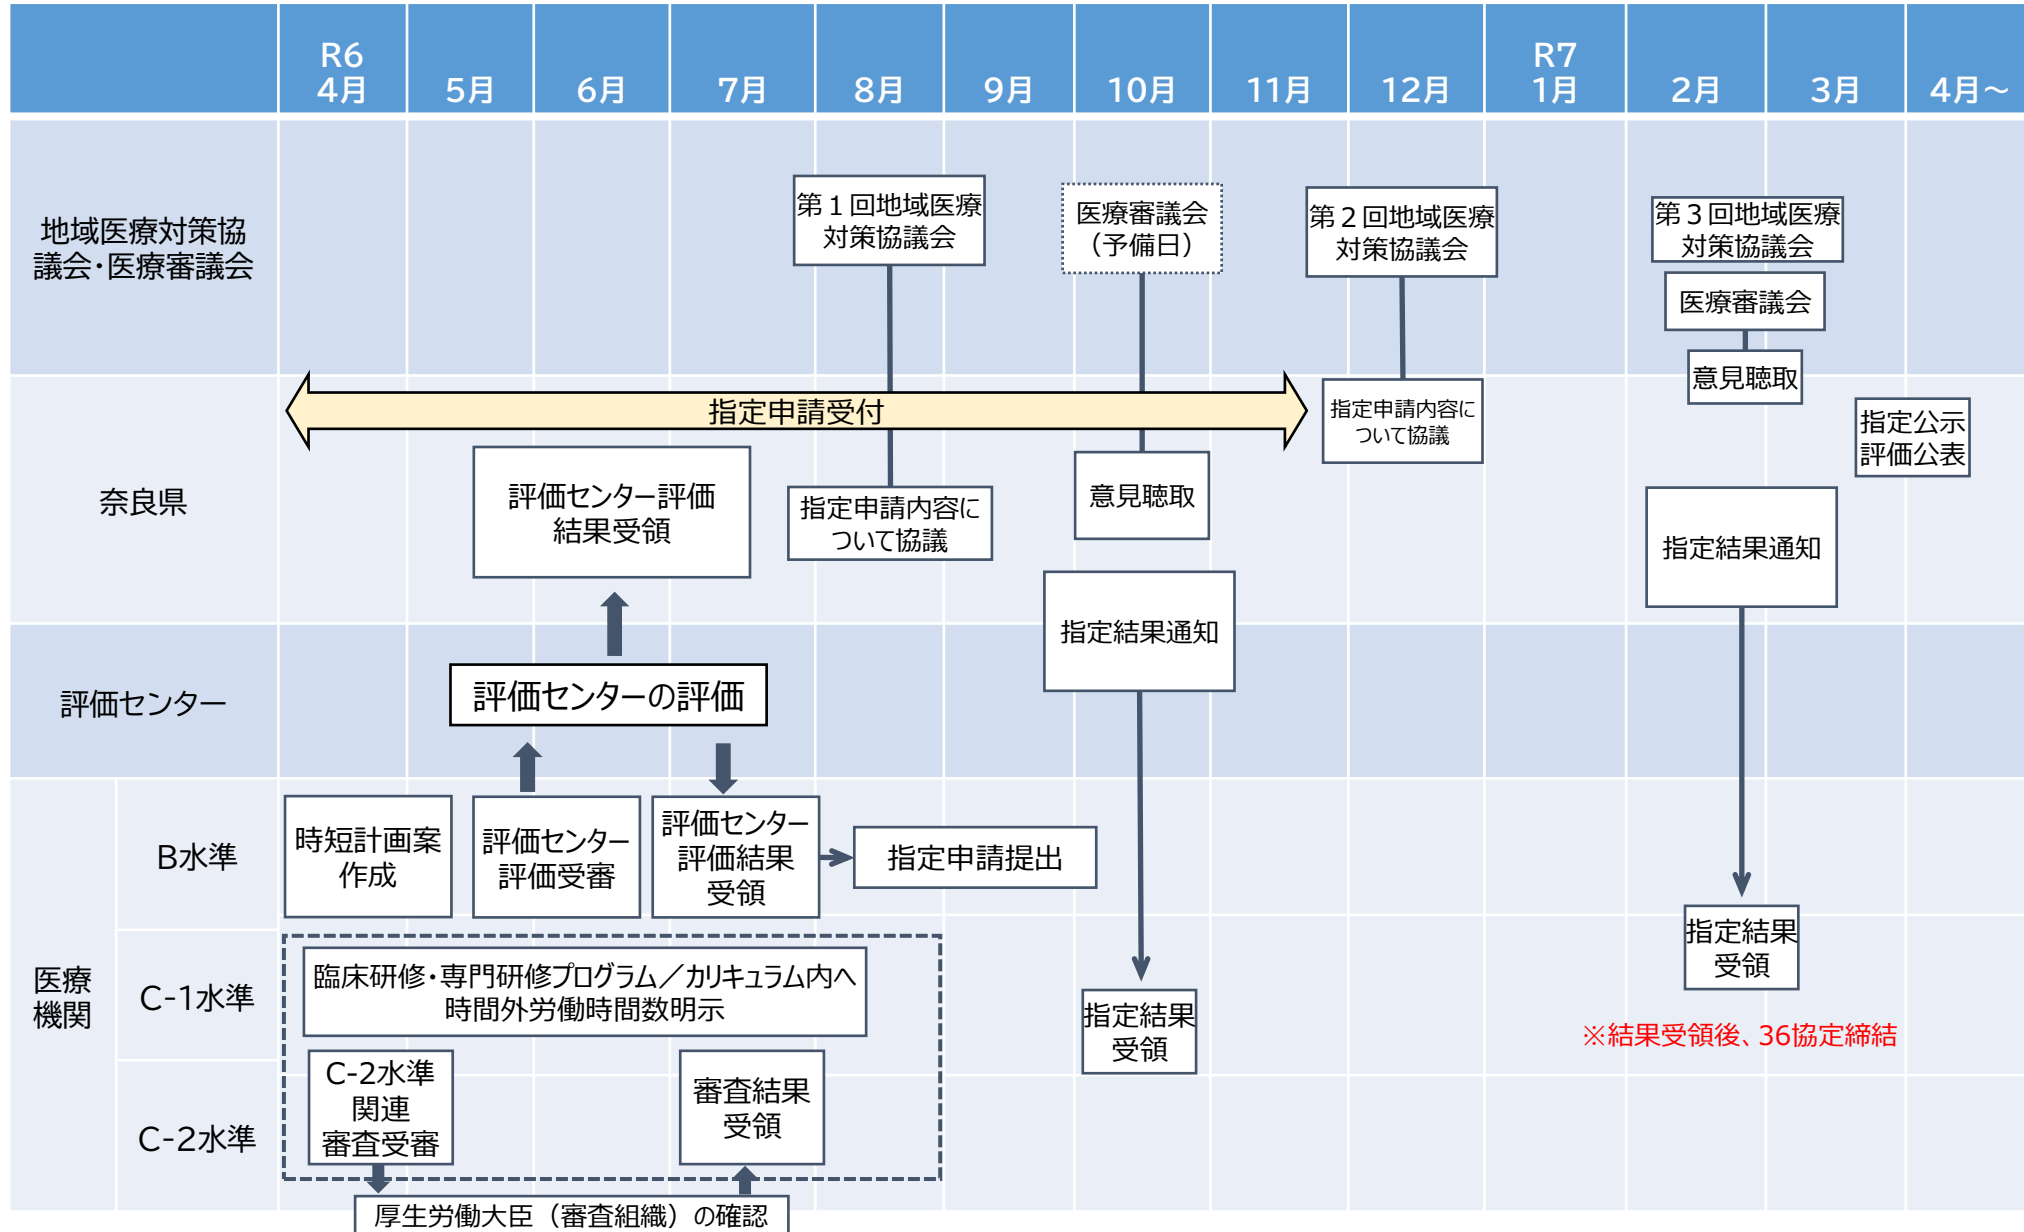 R6
4月
5月
6月
7月
8月
9月
10月
11月
12月
R7
1月
2月
3月
4月～
地域医療対策協
議会・医療審議会
第１回地域医療
対策協議会
医療審議会
（予備日）
第２回地域医療
対策協議会
第３回地域医療
対策協議会
医療審議会
意見聴取
奈良県
指定申請受付
評価センター評価
結果受領
指定申請内容に
ついて協議
意見聴取
指定結果通知
指定申請内容に
ついて協議
指定公示
評価公表
指定結果通知
評価センター
評価センターの評価
医療
機関
B水準
時短計画案
作成
評価センター
評価受審
評価センター
評価結果
受領
指定申請提出
C-1水準
臨床研修・専門研修プログラム／カリキュラム内へ
時間外労働時間数明示
指定結果
受領
指定結果
受領
※結果受領後、36協定締結
C-2水準
C-2水準
関連
審査受審
審査結果
受領
厚生労働大臣（審査組織）の確認